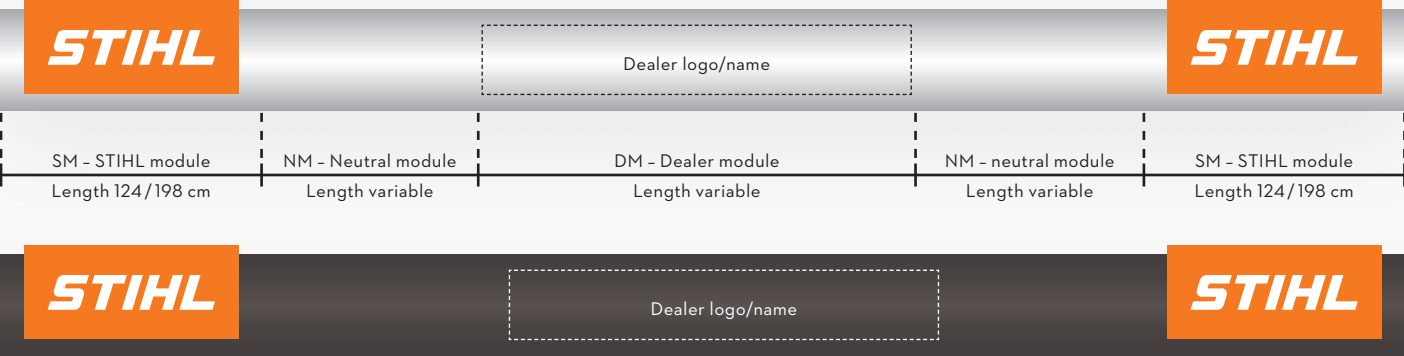 STIHL
Dealer logo/name
STIHL
SM – STIHL module
NM – Neutral module
DM – Dealer module
NM – neutral module
SM – STIHL module
Length 124/198 cm
Length variable
Length variable
Length variable
Length 124/198 cm
STIHL
Dealer logo/name
STIHL